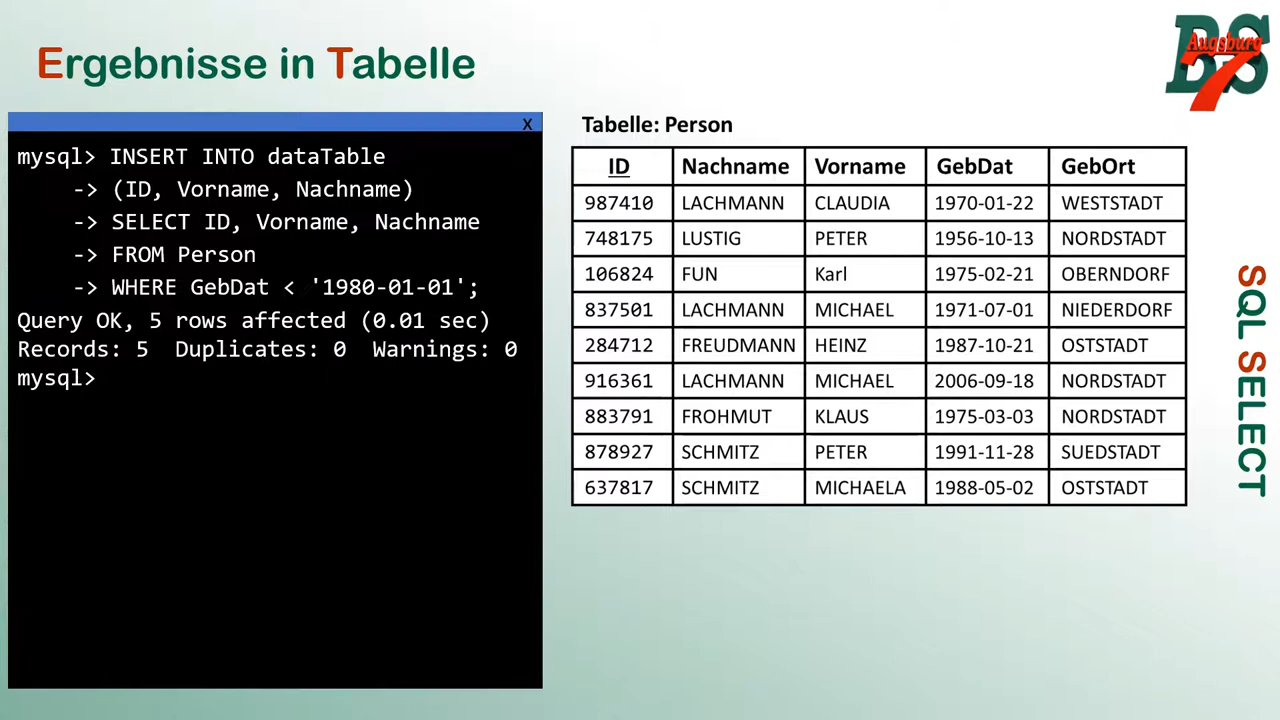 Ergebnisse in Tabelle
BS
Augsburg
7
X
mysql> INSERT INTO dataTable
-> (ID, Vorname, Nachname)
-> SELECT ID, Vorname, Nachname
-> FROM Person
-> WHERE GebDat < '1980-01-01';
Query OK, 5 rows affected (0.01 sec)
Records: 5 Duplicates: 0 Warnings: 0
mysql>
Tabelle: Person
ID Nachname Vorname GebDat GebOrt
987410 LACHMANN CLAUDIA 1970-01-22 WESTSTADT
748175 LUSTIG PETER 1956-10-13 NORDSTADT
106824 FUN Karl 1975-02-21 OBERNDORF
837501 LACHMANN MICHAEL 1971-07-01 NIEDERDORF
284712 FREUDMANN HEINZ 1987-10-21 OSTSTADT
916361 LACHMANN MICHAEL 2006-09-18 NORDSTADT
883791 FROHMUT KLAUS 1975-03-03 NORDSTADT
878927 SCHMITZ PETER 1991-11-28 SUEDSTADT
637817 SCHMITZ MICHAELA 1988-05-02 OSTSTADT
SQL SELECT